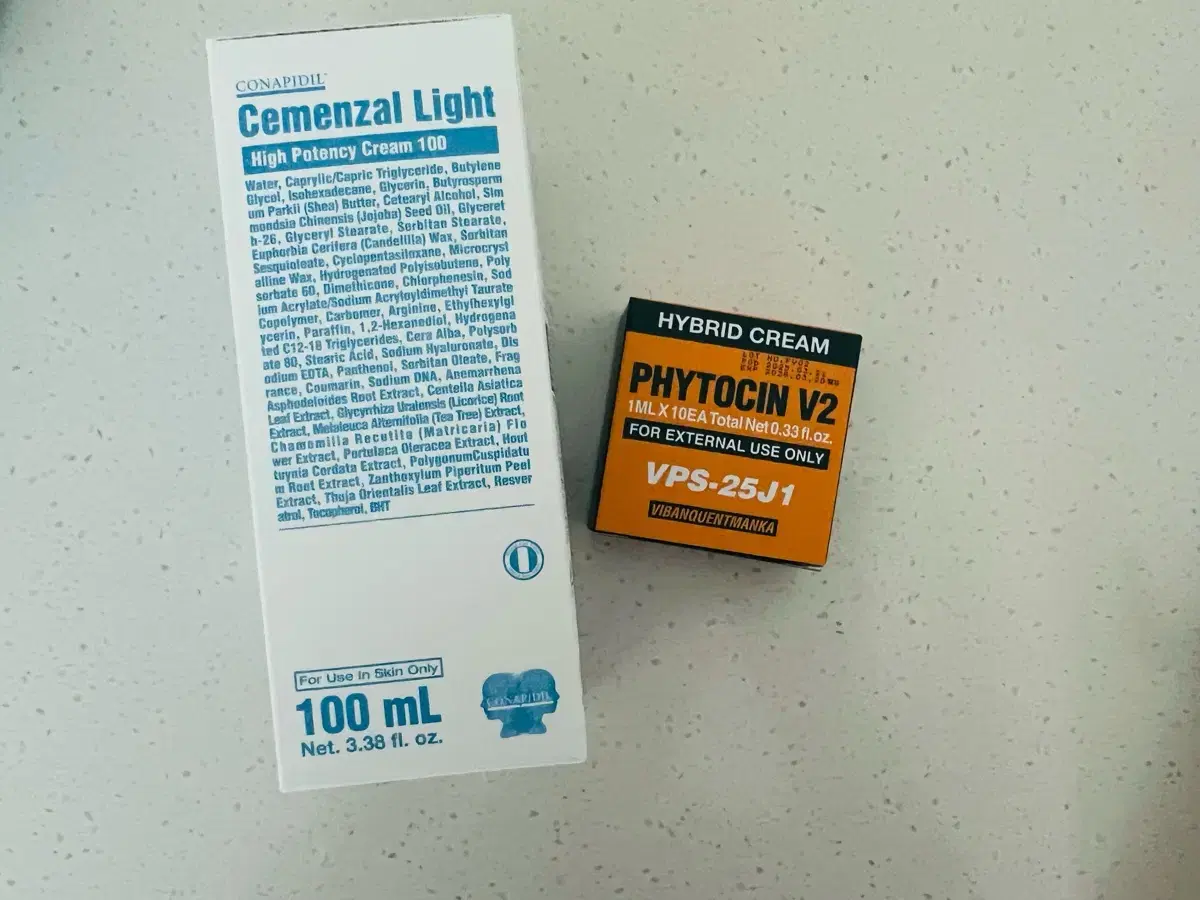 CONAPIDIL
Cemenzal Light
High Potency Cream 100
Water, Caprylic/Capric Triglyceride, Butylene
Glycol, Isohexadecane, Glycerin, Butyrosperm
um Parkii (Shea) Butter, Cetearyl Alcohol, Sim
mondsia Chinensis (Jojoba) Seed Oil, Glyceret
h-26, Glyceryl Stearate, Sorbitan Stearate,
Euphorbia Cerifera (Candelilla) Wax, Sorbitan
Sesquioleate, Cyclopentasiloxane, Microcryst
alline Wax, Hydrogenated Polyisobutene, Poly
sorbate 60, Dimethicone, Chlorphenesin, Sod
ium Acrylate/Sodium Acryloyldimethyl Taurate
Copolymer, Carbomer, Arginine, Ethylhexylgl
ycerin, Paraffin, 1,2-Hexanediol, Hydrogena
ted C12-18 Triglycerides, Cera Alba, Polysorb
ate 80, Stearic Acid, Sodium Hyaluronate, Dis
odium EDTA, Panthenol, Sorbitan Oleate, Frag
rance, Coumarin, Sodium DNA, Anemarrhena
Asphodeloides Root Extract, Centella Asiatica
Leaf Extract, Glycyrrhiza Uralensis (Licorice) Root
Extract, Melaleuca Alternifolia (Tea Tree) Extract,
Chamomilla Recutita (Matricaria) Flo
wer Extract, Portulaca Oleracea Extract, Hout
tuynia Cordata Extract, PolygonumCuspidatu
m Root Extract, Zanthoxylum Piperitum Peel
Extract, Thuja Orientalis Leaf Extract, Resver
atrol, Tocopherol, BHT
For Use In Skin Only
100 mL
Net. 3.38 fl. oz.
CONAPIDIL
HYBRID CREAM
PHYTOCIN V2
1ML X 10EA Total Net 0.33 fl. oz.
FOR EXTERNAL USE ONLY
VPS-25J1
VIBANQUENTMANKA